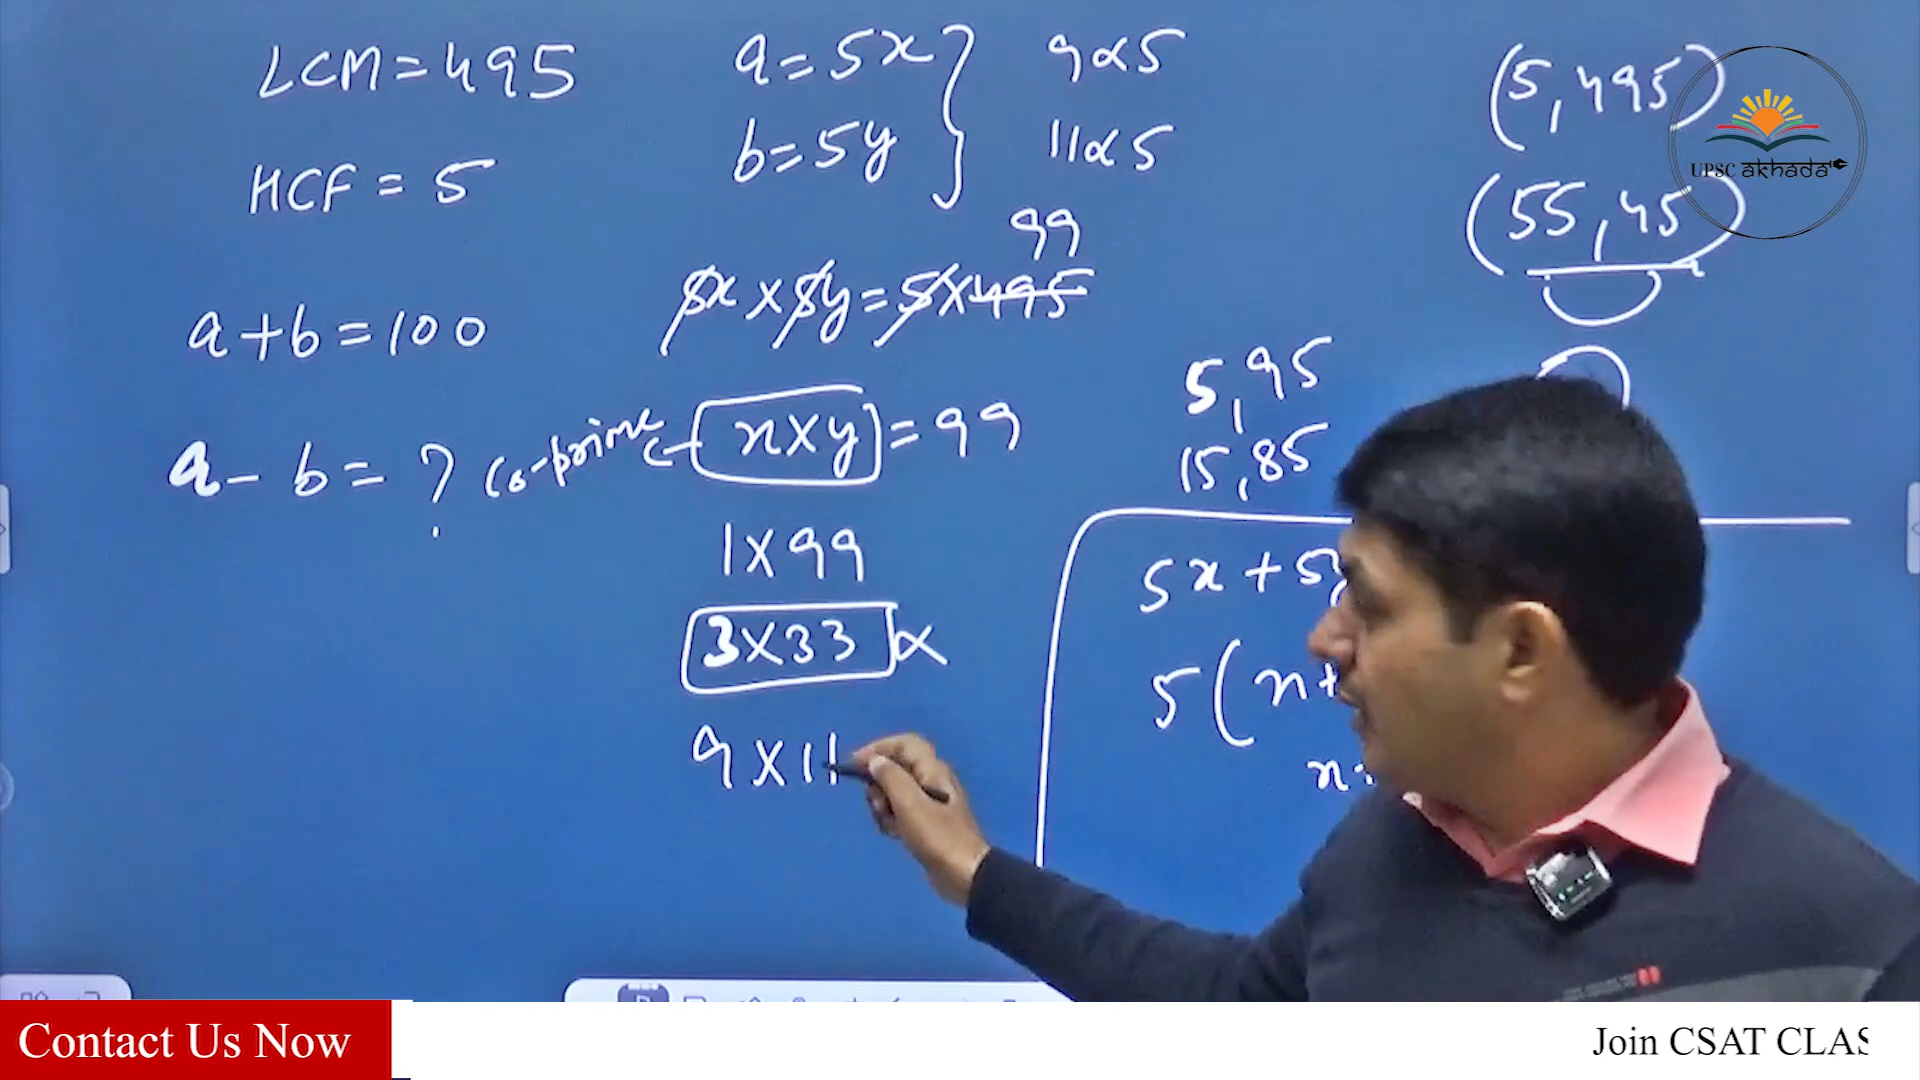 LCM = 495
HCF = 5
a + b = 100
a - b = ?
co-prime
a = 5x
b = 5y
9α5
11α5
99
5x × 5y = 5 × 495
x × y = 99
1 × 99
3 × 33 α
9 × 11
(5, 495)
(55, 45)
5, 95
15, 85
5x + 5y
5(x +
x +
UPSC akhada
Contact Us Now
Join CSAT CLAS